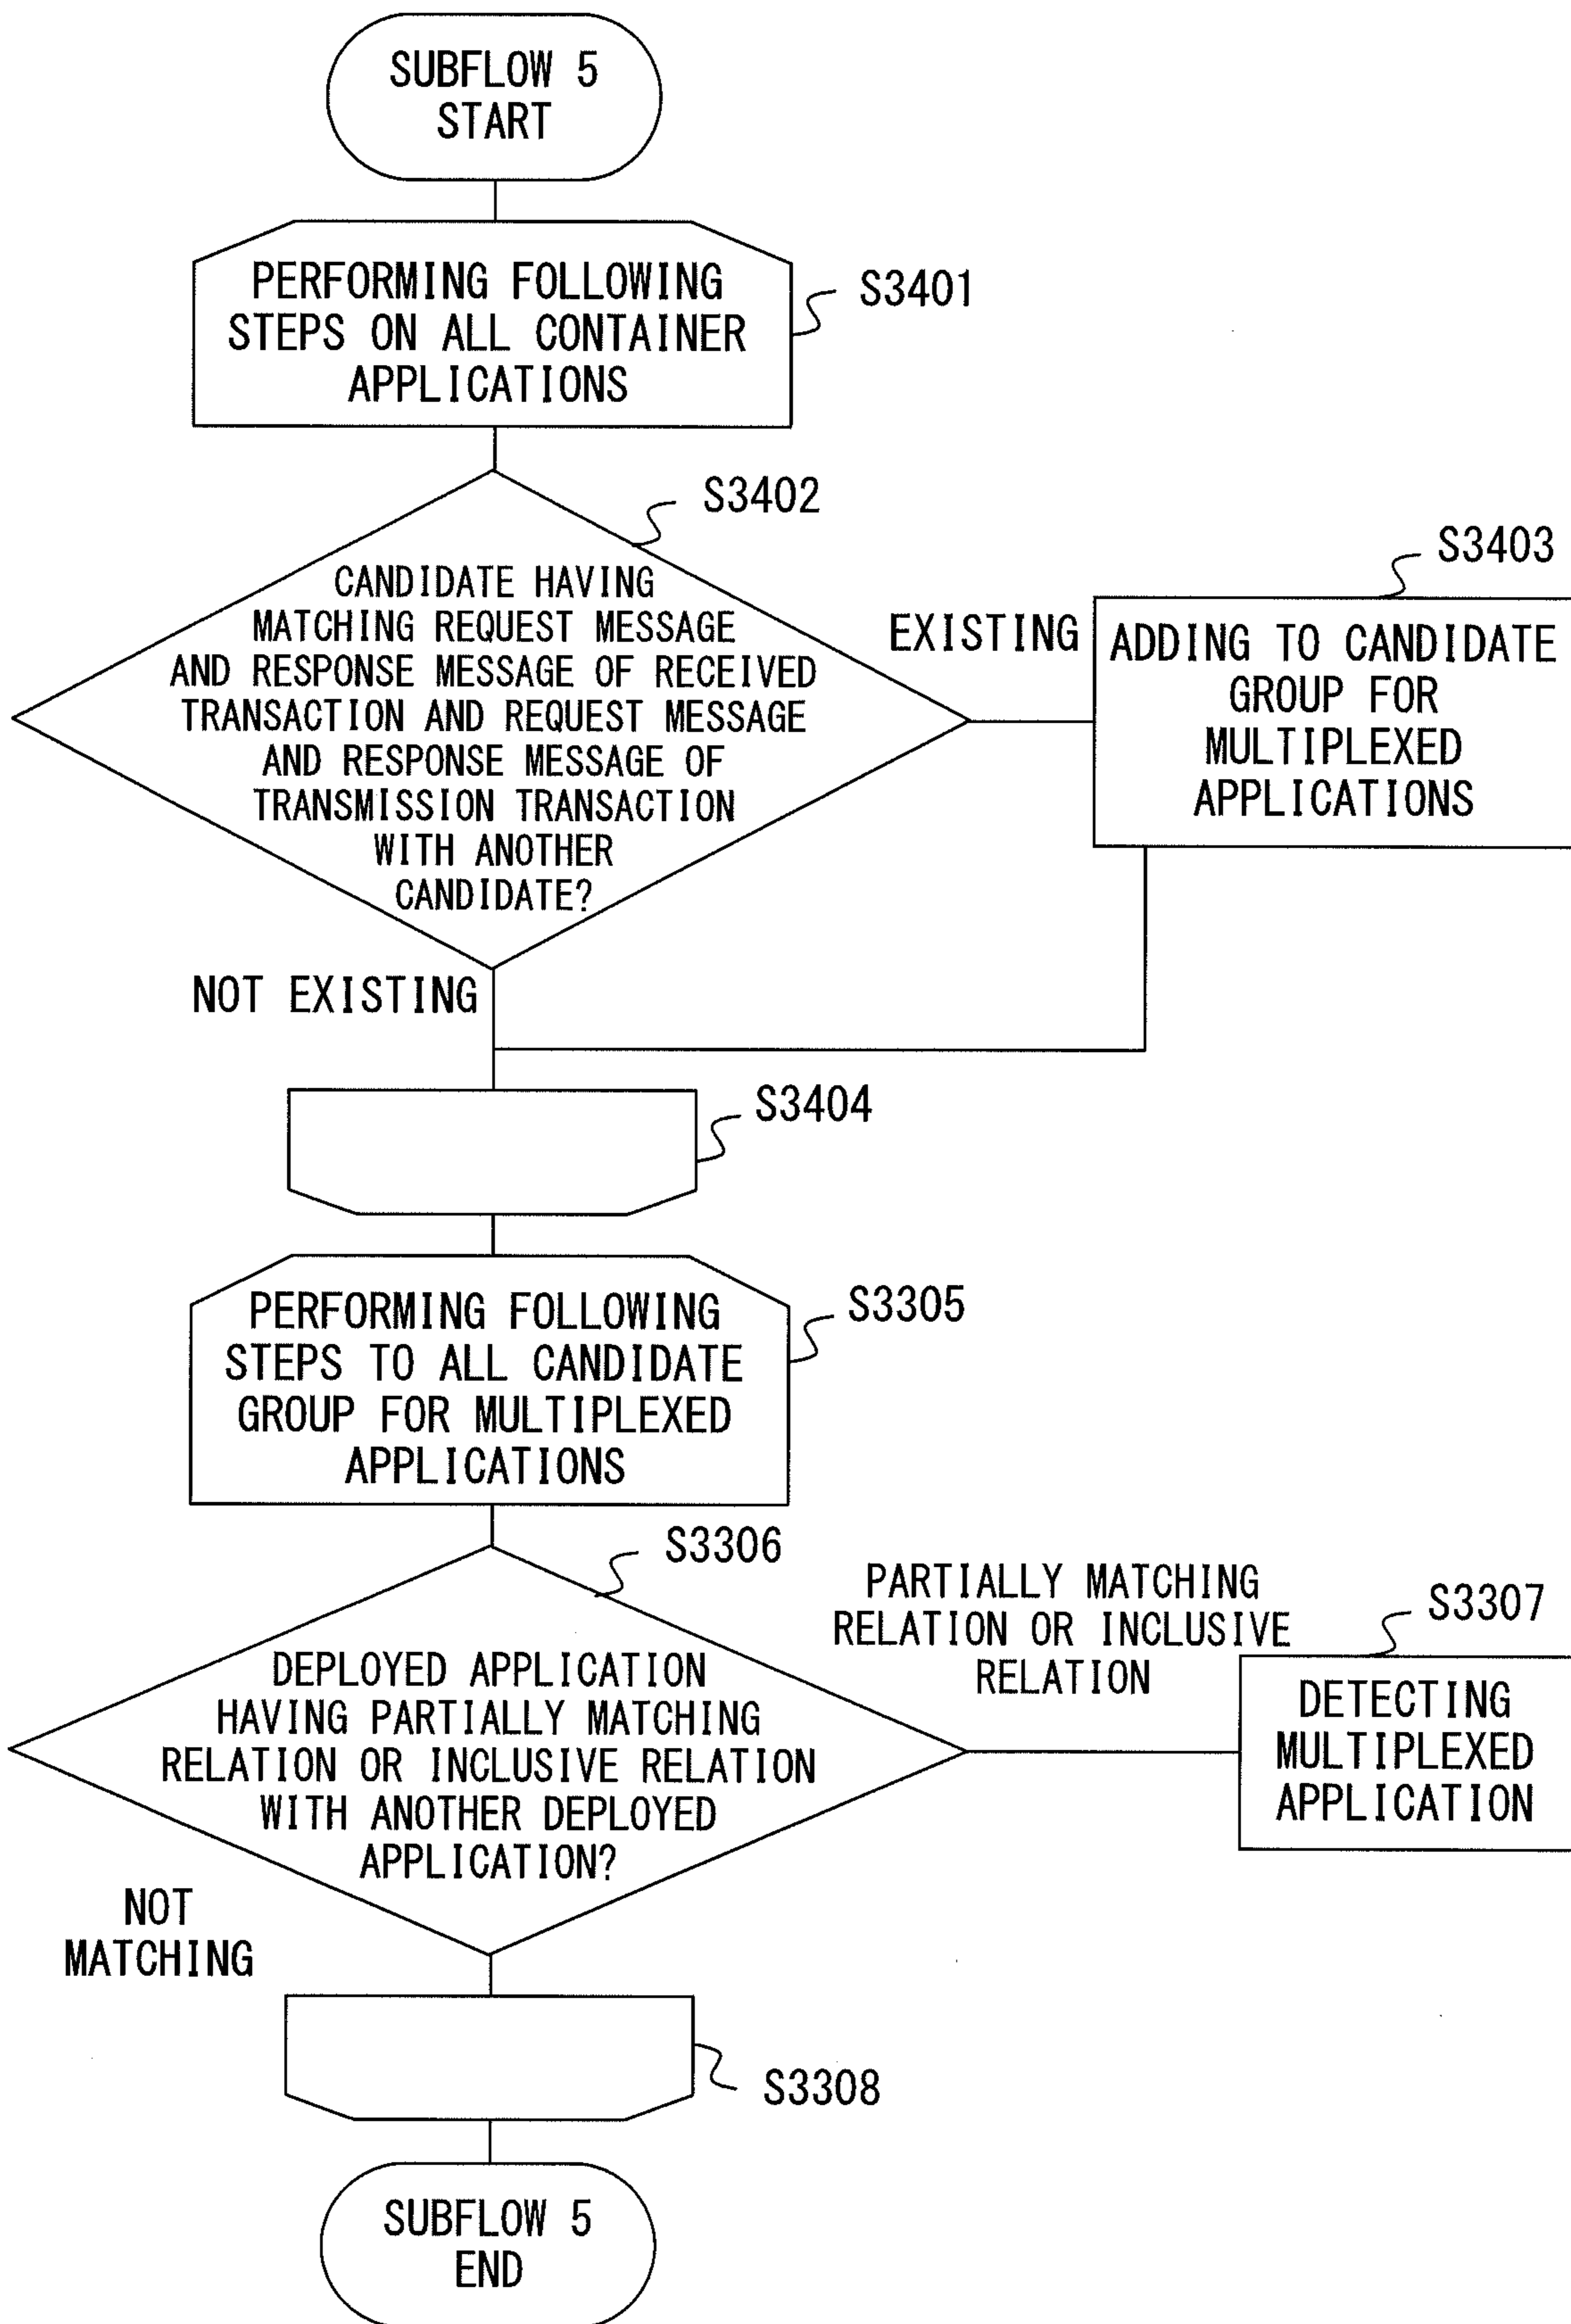 SUBFLOW 5
START
PERFORMING FOLLOWING
STEPS ON ALL CONTAINER
APPLICATIONS
S3401
S3402
CANDIDATE HAVING
MATCHING REQUEST MESSAGE
AND RESPONSE MESSAGE OF RECEIVED
TRANSACTION AND REQUEST MESSAGE
AND RESPONSE MESSAGE OF
TRANSMISSION TRANSACTION
WITH ANOTHER
CANDIDATE?
EXISTING
S3403
ADDING TO CANDIDATE
GROUP FOR
MULTIPLEXED
APPLICATIONS
NOT EXISTING
S3404
PERFORMING FOLLOWING
STEPS TO ALL CANDIDATE
GROUP FOR MULTIPLEXED
APPLICATIONS
S3305
S3306
DEPLOYED APPLICATION
HAVING PARTIALLY MATCHING
RELATION OR INCLUSIVE RELATION
WITH ANOTHER DEPLOYED
APPLICATION?
PARTIALLY MATCHING
RELATION OR INCLUSIVE
RELATION
S3307
DETECTING
MULTIPLEXED
APPLICATION
NOT
MATCHING
S3308
SUBFLOW 5
END